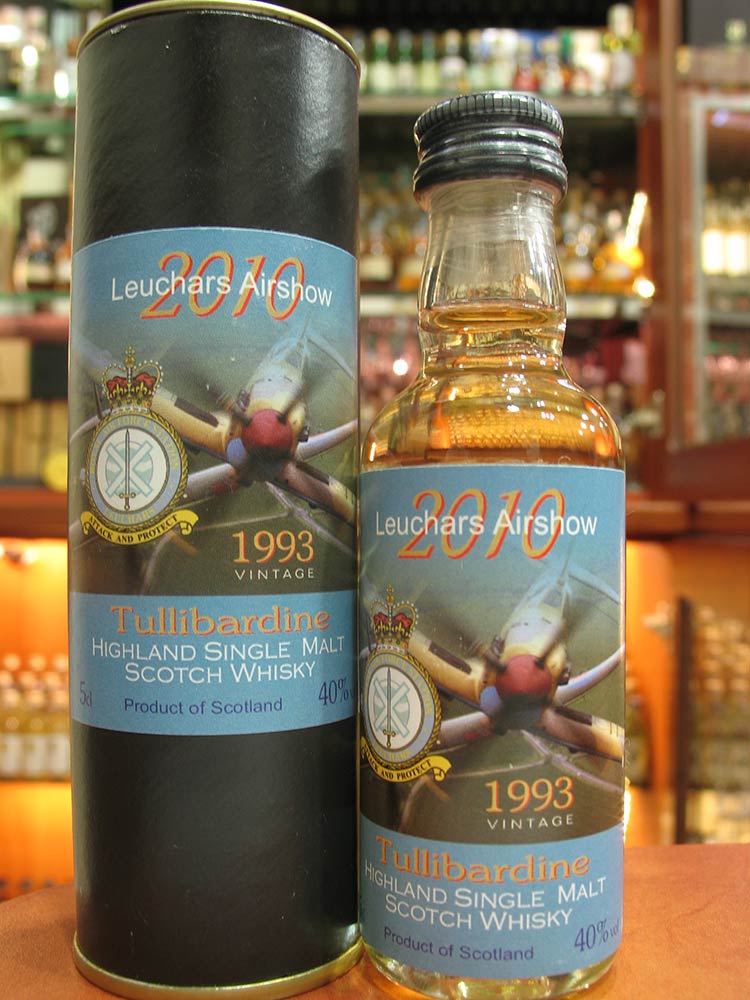 2010
Leuchars Airshow
ATTACK AND PROTECT
1993
VINTAGE
Tullibardine
HIGHLAND SINGLE MALT
SCOTCH WHISKY
5cl
Product of Scotland
40%
2010
Leuchars Airshow
ATTACK AND PROTECT
1993
VINTAGE
Tullibardine
HIGHLAND SINGLE MALT
SCOTCH WHISKY
Product of Scotland
40% vol